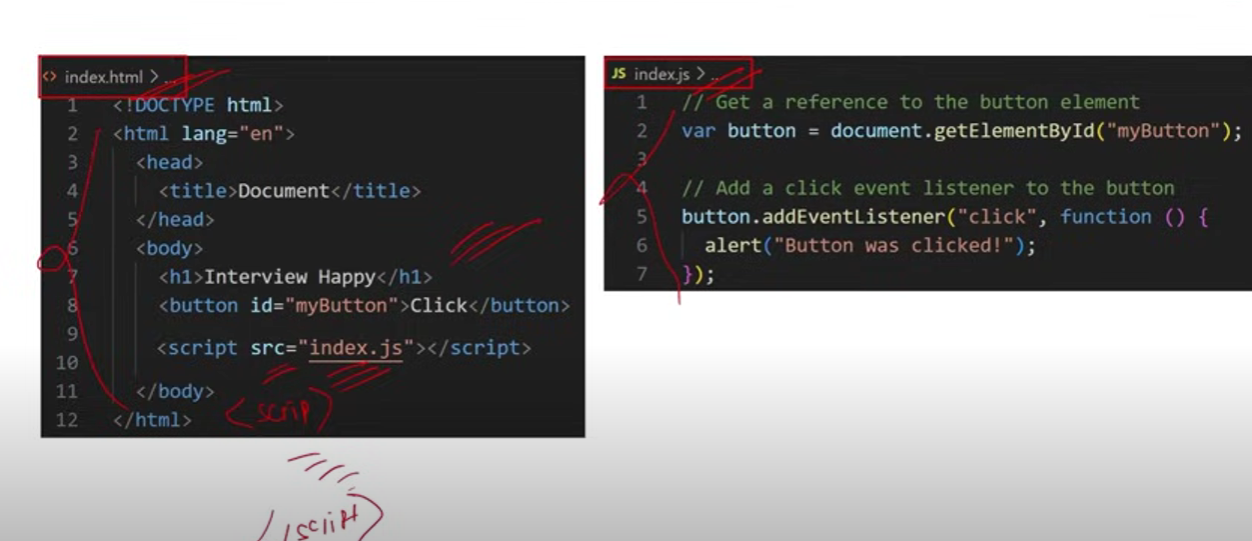 index.html > ...
1 <!DOCTYPE html>
2 <html lang="en">
3 <head>
4 <title>Document</title>
5 </head>
6 <body>
7 <h1>Interview Happy</h1>
8 <button id="myButton">Click</button>
9
<script src="index.js"></script>
10
11 </body>
12 </html>
<scrip>
</script>
JS index.js > ...
1 // Get a reference to the button element
2 var button = document.getElementById("myButton");
3
4 // Add a click event listener to the button
5 button.addEventListener("click", function () {
6 alert("Button was clicked!");
7 });